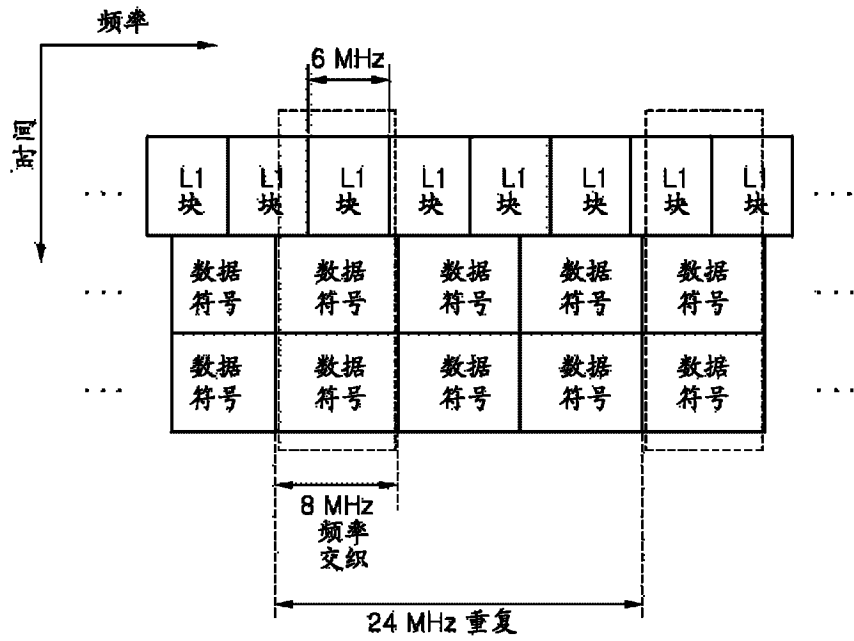 频率
时间
6 MHz
L1 L1 L1 L1 L1 L1 L1 L1
... 块 块 块 块 块 块 块 块 ...
数据 数据 数据 数据 数据
... 符号 符号 符号 符号 符号 ...
数据 数据 数据 数据 数据
... 符号 符号 符号 符号 符号 ...
8 MHz
频率
交织
24 MHz 重复